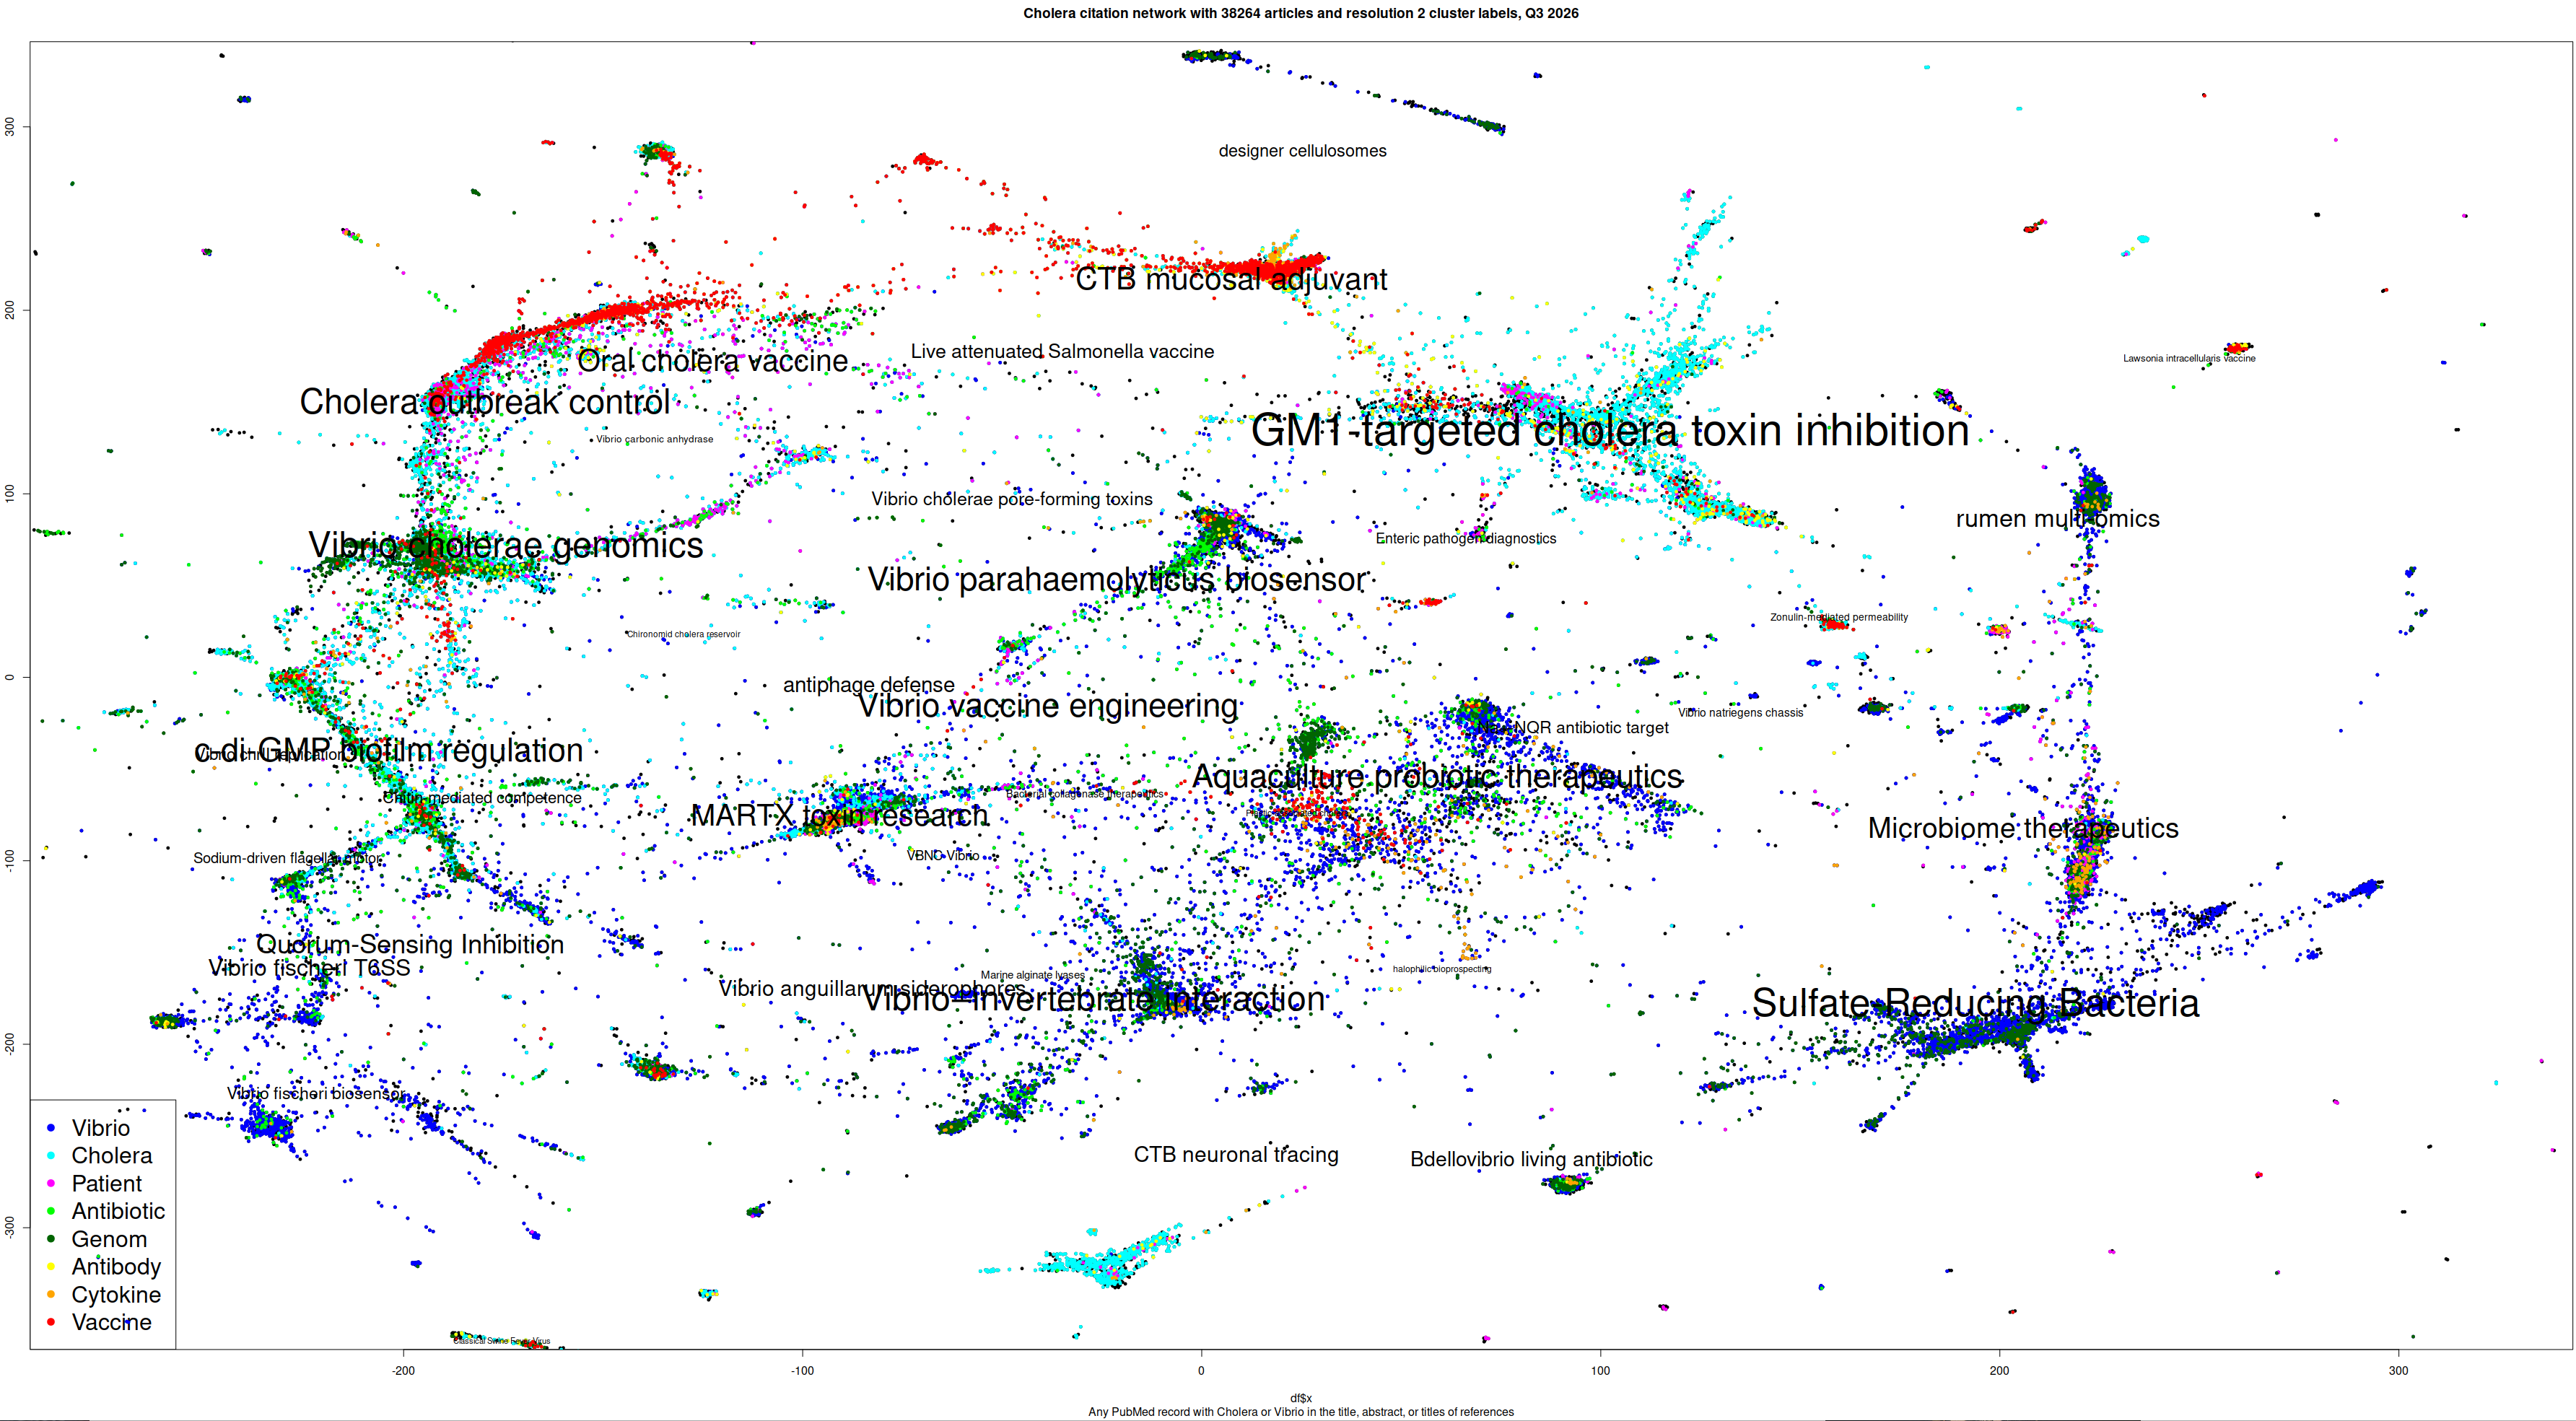 Cholera citation network with 38264 articles and resolution 2 cluster labels, Q3 2026
designer cellulosomes
CTB mucosal adjuvant
Oral cholera vaccine
Live attenuated Salmonella vaccine
Lawsonia intracellularis vaccine
Cholera outbreak control
GM1-targeted cholera toxin inhibition
Vibrio carbonic anhydrase
Vibrio cholerae pore-forming toxins
rumen multi-omics
Enteric pathogen diagnostics
Vibrio cholerae genomics
Vibrio parahaemolyticus biosensor
Zonulin-mediated permeability
Chironomid cholera reservoir
antiphage defense
Vibrio vaccine engineering
Vibrio natriegens chassis
NQR antibiotic target
c-di-GMP biofilm regulation
Vibrio chrII replication
Aquaculture probiotic therapeutics
Chitin-mediated competence
Bacterial collagenase therapeutics
MARTX toxin research
Microbiome therapeutics
VBNC Vibrio
Sodium-driven flagellar motor
Quorum-Sensing Inhibition
Vibrio fischeri T6SS
Marine alginate lyases
halophilic bioprospecting
Vibrio anguillarum siderophores
Vibrio-invertebrate interaction
Sulfate-Reducing Bacteria
Vibrio fischeri biosensor
CTB neuronal tracing
Bdellovibrio living antibiotic
Classical Swine Fever Virus
Vibrio
Cholera
Patient
Antibiotic
Genom
Antibody
Cytokine
Vaccine
300
200
100
0
-100
-200
-300
-200
-100
0
100
200
300
df$x
Any PubMed record with Cholera or Vibrio in the title, abstract, or titles of references